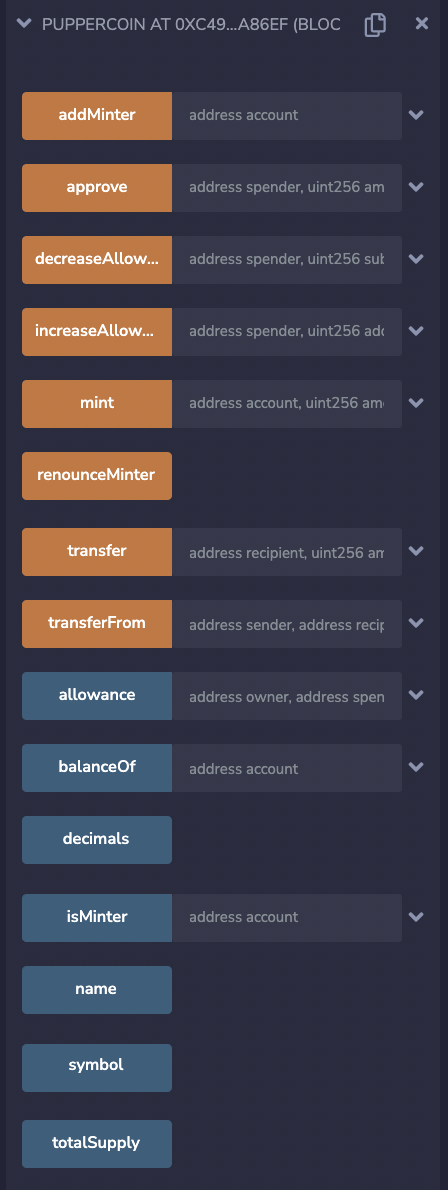 PUPPERCOIN AT 0XC49...A86EF (BLOC
addMinter address account
approve address spender, uint256 am
decreaseAllow... address spender, uint256 sub
increaseAllow... address spender, uint256 add
mint address account, uint256 am
renounceMinter
transfer address recipient, uint256 am
transferFrom address sender, address recip
allowance address owner, address spen
balanceOf address account
decimals
isMinter address account
name
symbol
totalSupply